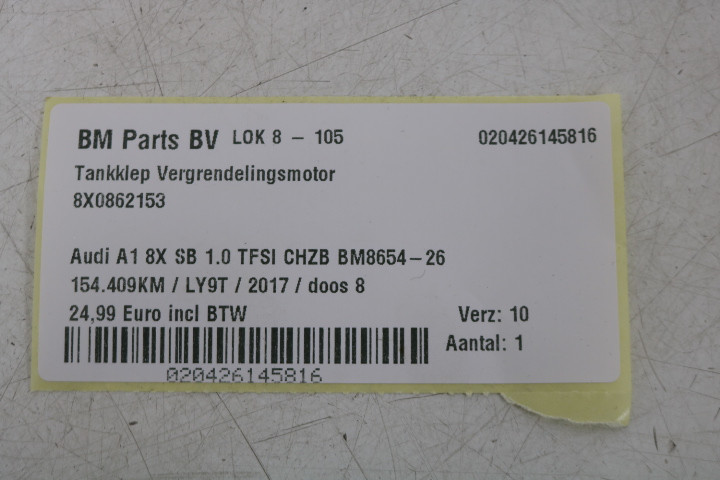 BM Parts BV LOK 8 - 105 020426145816
Tankklep Vergrendelingsmotor
8X0862153
Audi A1 8X SB 1.0 TFSI CHZB BM8654-26
154.409KM / LY9T / 2017 / doos 8
24,99 Euro incl BTW Verz: 10
Aantal: 1
020426145816